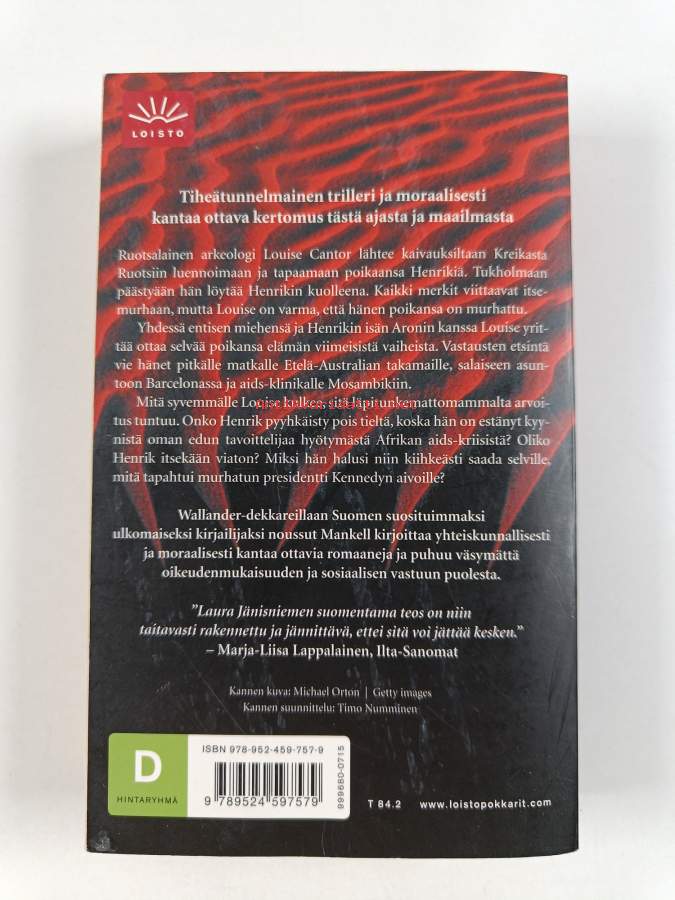 LOISTO
Tiheätunnelmainen trilleri ja moraalisesti
kantaa ottava kertomus tästä ajasta ja maailmasta
Ruotsalainen arkeologi Louise Cantor lähtee kaivauksiltaan Kreikasta
Ruotsiin luennoimaan ja tapaamaan poikaansa Henrikiä. Tukholmaan
päästyään hän löytää Henrikin kuolleena. Kaikki merkit viittaavat itse-
murhaan, mutta Louise on varma, että hänen poikansa on murhattu.
Yhdessä entisen miehensä ja Henrikin isän Aronin kanssa Louise yrit-
tää ottaa selvää poikansa elämän viimeisistä vaiheista. Vastausten etsintä
vie hänet pitkälle matkalle Etelä-Australian takamaille, salaiseen asun-
toon Barcelonassa ja aids-klinikalle Mosambikiin.
Mitä syvemmälle Louise kulkee, sitä läpitunkemattomammalta arvoi-
tus tuntuu. Onko Henrik pyyhkäisty pois tieltä, koska hän on estänyt kyy-
nistä oman edun tavoittelijaa hyötymästä Afrikan aids-kriisistä? Oliko
Henrik itsekään viaton? Miksi hän halusi niin kiihkeästi saada selville,
mitä tapahtui murhatun presidentti Kennedyn aivoille?
Wallander-dekkareillaan Suomen suosituimmaksi
ulkomaiseksi kirjailijaksi noussut Mankell kirjoittaa yhteiskunnallisesti
ja moraalisesti kantaa ottavia romaaneja ja puhuu väsymättä
oikeudenmukaisuuden ja sosiaalisen vastuun puolesta.
"Laura Jänisniemen suomentama teos on niin
taitavasti rakennettu ja jännittävä, ettei sitä voi jättää kesken."
– Marja-Liisa Lappalainen, Ilta-Sanomat
Kannen kuva: Michael Orton | Getty images
Kannen suunnittelu: Timo Numminen
D
HINTARYHMÄ
ISBN 978-952-459-757-9
9 789524 597579
999680-0715
T 84.2
www.loistopokkarit.com